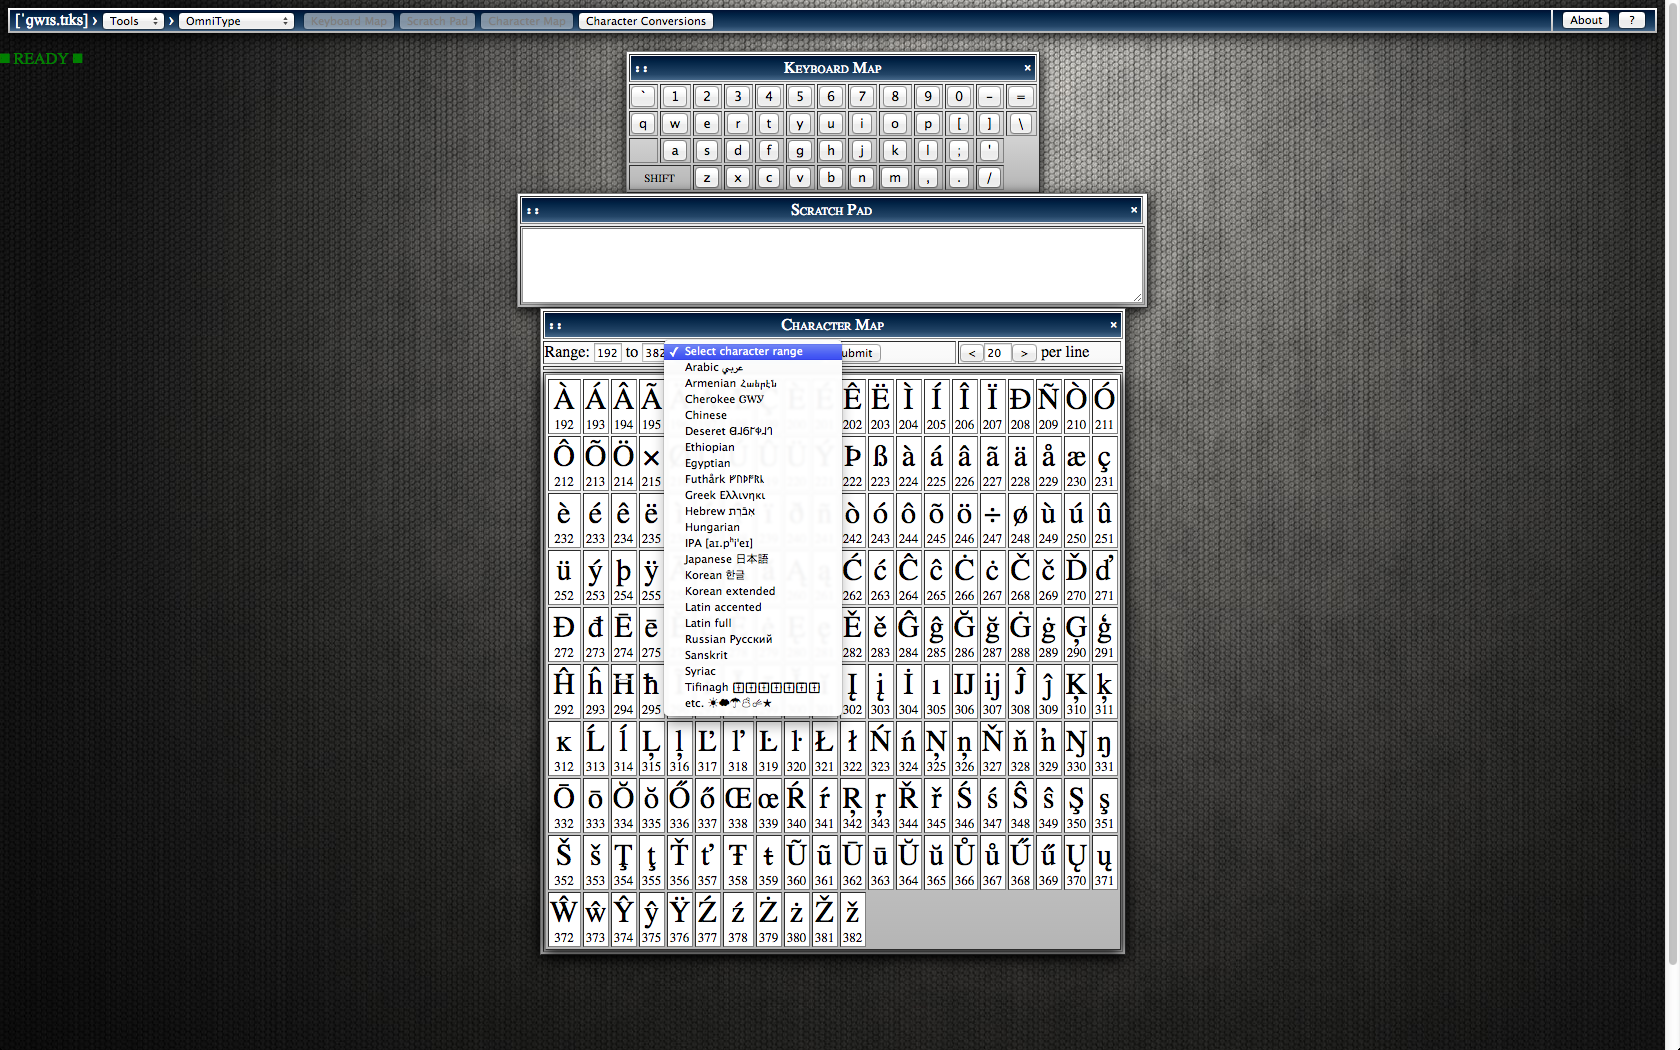 [ˈgwɪs.tɪks] › Tools › OmniType Keyboard Map Scratch Pad Character Map Character Conversions About ?
■ READY ■
Keyboard Map ×
` 1 2 3 4 5 6 7 8 9 0 - =
q w e r t y u i o p [ ] \
a s d f g h j k l ; '
SHIFT z x c v b n m , . /
Scratch Pad ×
Character Map ×
Range: 192 to 382 ubmit < 20 > per line
✓ Select character range
Arabic عربي
Armenian Հայերէն
Cherokee ᏣᎳᎩ
Chinese
Deseret
Ethiopian
Egyptian
Futhårk
Greek Ελλινηκι
Hebrew
Hungarian
IPA [aɪ.pʰiˈeɪ]
Japanese 日本語
Korean 한글
Korean extended
Latin accented
Latin full
Russian Русский
Sanskrit
Syriac
Tifinagh
etc. ☀☁☂☃☄★
À Á Â Ã Ê Ë Ì Í Î Ï Ð Ñ Ò Ó
192 193 194 195 202 203 204 205 206 207 208 209 210 211
Ô Õ Ö × Þ ß à á â ã ä å æ ç
212 213 214 215 222 223 224 225 226 227 228 229 230 231
è é ê ë ò ó ô õ ö ÷ ø ù ú û
232 233 234 235 242 243 244 245 246 247 248 249 250 251
ü ý þ ÿ Ć ć Ĉ ĉ Ċ ċ Č č Ď ď
252 253 254 255 262 263 264 265 266 267 268 269 270 271
Đ đ Ē ē Ě ě Ĝ ĝ Ğ ğ Ġ ġ Ģ ģ
272 273 274 275 282 283 284 285 286 287 288 289 290 291
Ĥ ĥ Ħ ħ Į į İ ı Ĳ ĳ Ĵ ĵ Ķ ķ
292 293 294 295 302 303 304 305 306 307 308 309 310 311
ĸ Ĺ ĺ Ļ ļ Ľ ľ Ŀ ŀ Ł ł Ń ń Ņ ņ Ň ň ŉ Ŋ ŋ
312 313 314 315 316 317 318 319 320 321 322 323 324 325 326 327 328 329 330 331
Ō ō Ŏ ŏ Ő ő Œ œ Ŕ ŕ Ŗ ŗ Ř ř Ś ś Ŝ ŝ Ş ş
332 333 334 335 336 337 338 339 340 341 342 343 344 345 346 347 348 349 350 351
Š š Ţ ţ Ť ť Ŧ ŧ Ũ ũ Ū ū Ŭ ŭ Ů ů Ű ű Ų ų
352 353 354 355 356 357 358 359 360 361 362 363 364 365 366 367 368 369 370 371
Ŵ ŵ Ŷ ŷ Ÿ Ź ź Ż ż Ž ž
372 373 374 375 376 377 378 379 380 381 382